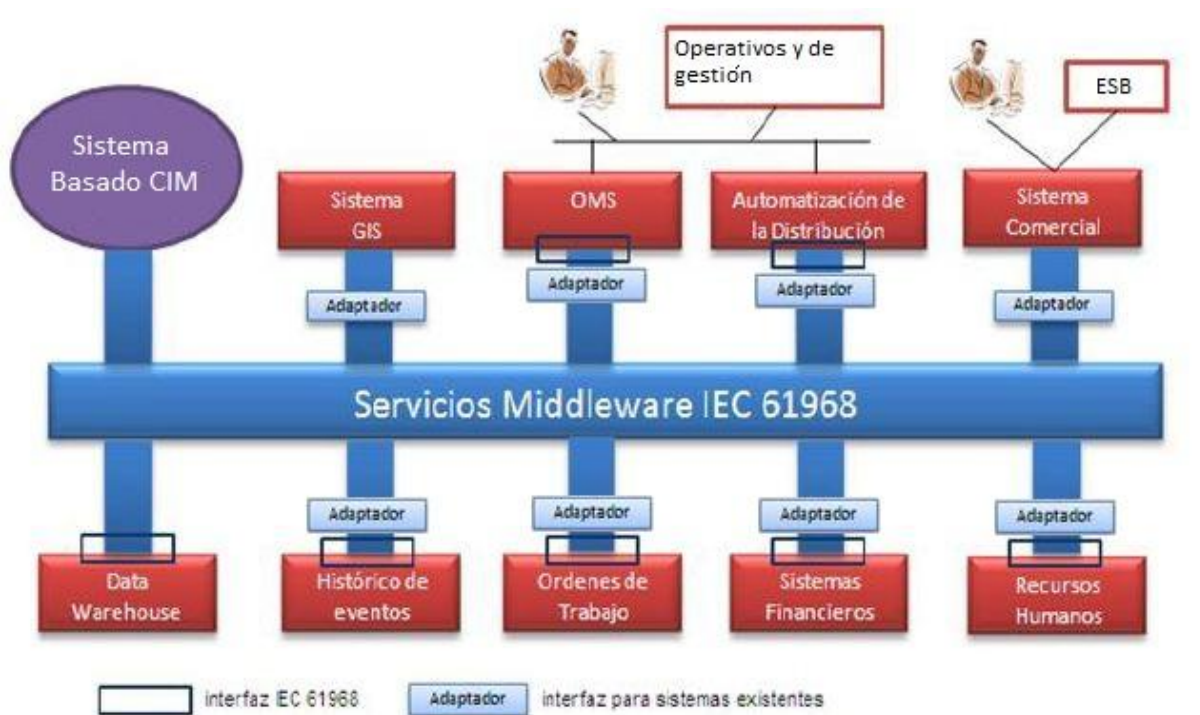 Operativos y de
gestión
ESB
Sistema
Basado CIM
Sistema
GIS
OMS
Automatización de
la Distribución
Sistema
Comercial
Adaptador
Adaptador
Adaptador
Adaptador
Servicios Middleware IEC 61968
Adaptador
Adaptador
Adaptador
Adaptador
Data
Warehouse
Histórico de
eventos
Ordenes de
Trabajo
Sistemas
Financieros
Recursos
Humanos
interfaz IEC 61968
Adaptador
interfaz para sistemas existentes